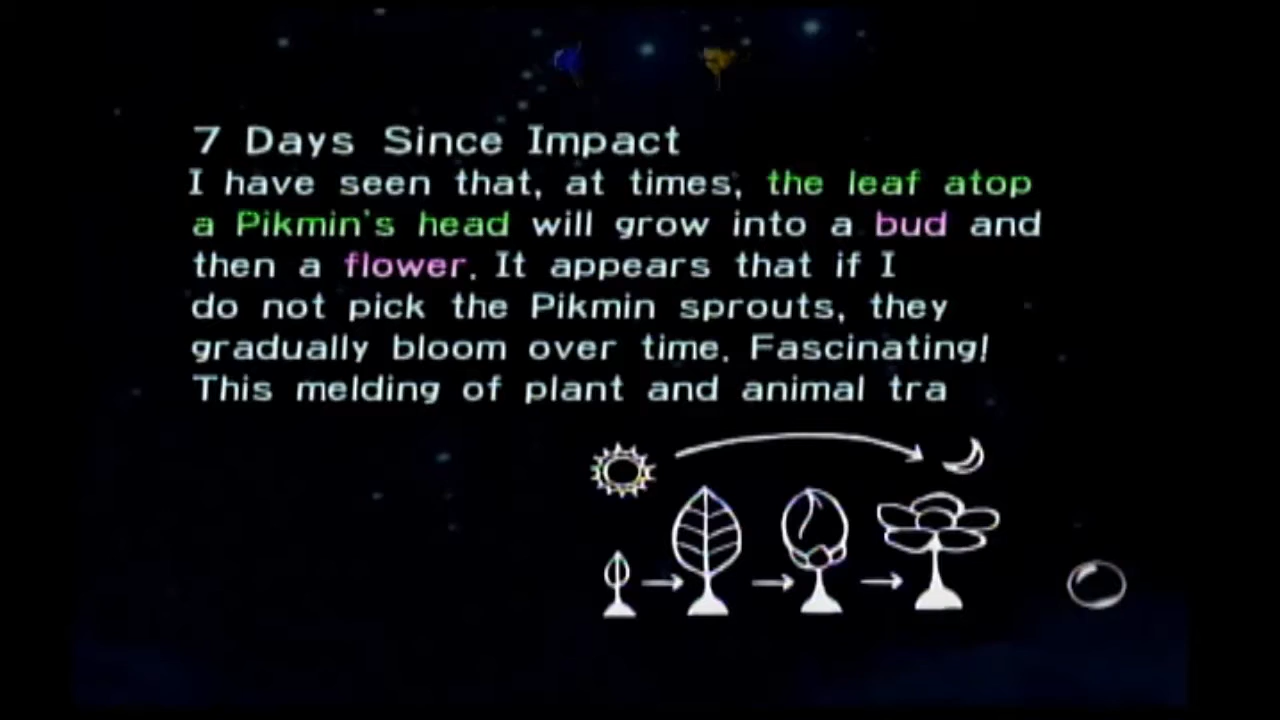 7 Days Since Impact
I have seen that, at times, the leaf atop
a Pikmin's head will grow into a bud and
then a flower. It appears that if I
do not pick the Pikmin sprouts, they
gradually bloom over time. Fascinating!
This melding of plant and animal tra